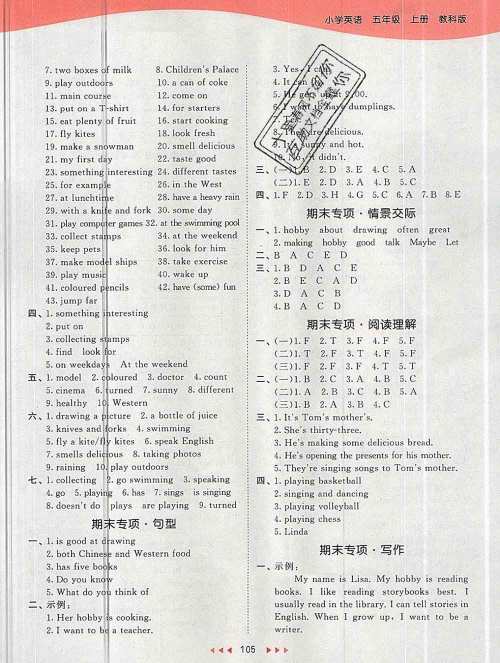 小学英语 五年级 上册 教科版
7. two boxes of milk 8. Children's Palace
9. play outdoors 10. a can of coke
11. main course 12. come on
13. put on a T-shirt 14. for starters
15. eat plenty of fruit 16. start cooking
17. fly kites 18. look fresh
19. make a snowman 20. smell delicious
21. my first day 22. taste good
23. something interesting 24. different tastes
25. for example 26. in the West
27. at lunchtime 28. have a heavy rain
29. with a knife and fork 30. some day
31. play computer games 32. at the swimming pool
33. collect stamps 34. at the weekend
35. keep pets 36. look for him
37. make model ships 38. take exercise
39. play music 40. wake up
41. coloured pencils 42. have (some) fun
43. jump far
四、1. something interesting
2. put on
3. collecting stamps
4. find look for
5. on weekdays At the weekend
五、1. model 2. coloured 3. doctor 4. count
5. cinema 6. turned 7. sunny 8. different
9. healthy 10. Western
六、1. drawing a picture 2. a bottle of juice
3. knives and forks 4. swimming
5. fly a kite/fly kites 6. speak English
7. smells delicious 8. taking photos
9. raining 10. play outdoors
七、1. collecting 2. go swimming 3. speaking
4. go 5. playing 6. has 7. sings is singing
8. doesn't do plays are playing 9. turned
期末专项·句型
一、1. is good at drawing
2. both Chinese and Western food
3. has five books
4. Do you know
5. What do you think of
二、示例：
1. Her hobby is cooking.
2. I want to be a teacher.
3. Yes, I can.
4. It
5. He gets up at 9:00.
6. I want to have dumplings.
7. Tea
8. They're delicious.
9. It's sunny and hot.
10. No, it didn't.
三、(一)1. B 2. D 3. E 4. C 5. A
(二)1. E 2. D 3. A 4. B 5. C
四、1. F 2. D 3. H 4. G 5. C 6. A 7. B 8. E
期末专项·情景交际
一、1. hobby about drawing often great
2. making hobby good talk Maybe Let
二、B A C E D
三、1. B D A C E
2. B E C A D
3. D A C B
4. B A C D
期末专项·阅读理解
一、(一)1. F 2. T 3. F 4. F 5. F
(二)1. T 2. F 3. T 4. F 5. T
(三)1. F 2. F 3. F 4. T 5. T
二、(一)1. C 2. B 3. A 4. B 5. C
(二)1. A 2. B 3. C 4. B 5. A
(三)1. B 2. A 3. B 4. C
三、1. It's Tom's mother's.
2. She's thirty-three.
3. He's making some delicious bread.
4. He's opening the presents for his mother.
5. They're singing songs to Tom's mother.
四、1. playing basketball
2. singing and dancing
3. playing volleyball
4. playing chess
5. Linda
期末专项·写作
一、示例：
My name is Lisa. My hobby is reading
books. I like reading storybooks best. I
usually read in the library. I can tell stories in
English. When I grow up, I want to be a
writer.
105